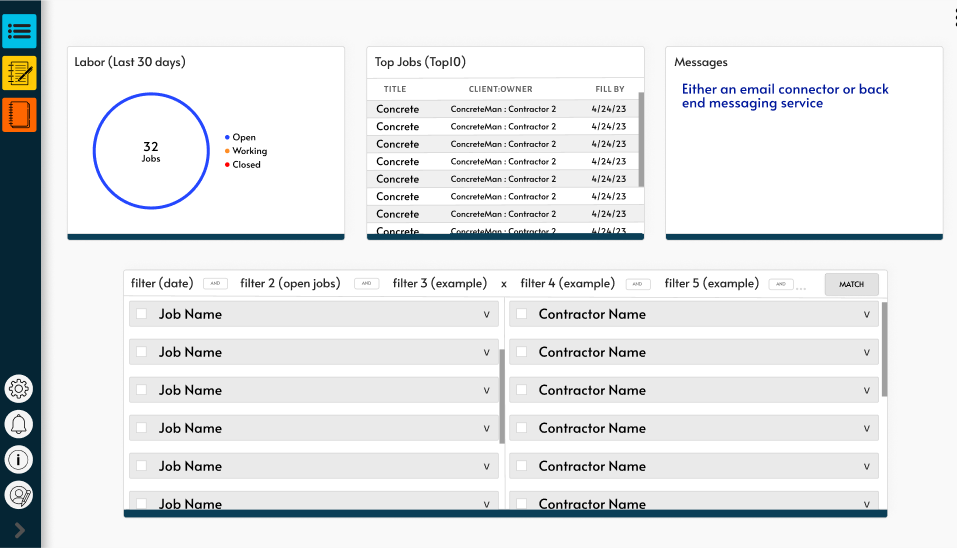 Labor (Last 30 days)
32
Jobs
Open
Working
Closed
Top Jobs (Top10)
TITLE CLIENT:OWNER FILL BY
Concrete ConcreteMan : Contractor 2 4/24/23
Concrete ConcreteMan : Contractor 2 4/24/23
Concrete ConcreteMan : Contractor 2 4/24/23
Concrete ConcreteMan : Contractor 2 4/24/23
Concrete ConcreteMan : Contractor 2 4/24/23
Concrete ConcreteMan : Contractor 2 4/24/23
Concrete ConcreteMan : Contractor 2 4/24/23
Concrete ConcreteMan : Contractor 2 4/24/23
Messages
Either an email connector or back
end messaging service
filter (date) AND filter 2 (open jobs) AND filter 3 (example) x filter 4 (example) AND filter 5 (example) AND ... MATCH
Job Name v Contractor Name v
Job Name v Contractor Name v
Job Name v Contractor Name v
Job Name v Contractor Name v
Job Name v Contractor Name v
Job Name v Contractor Name v